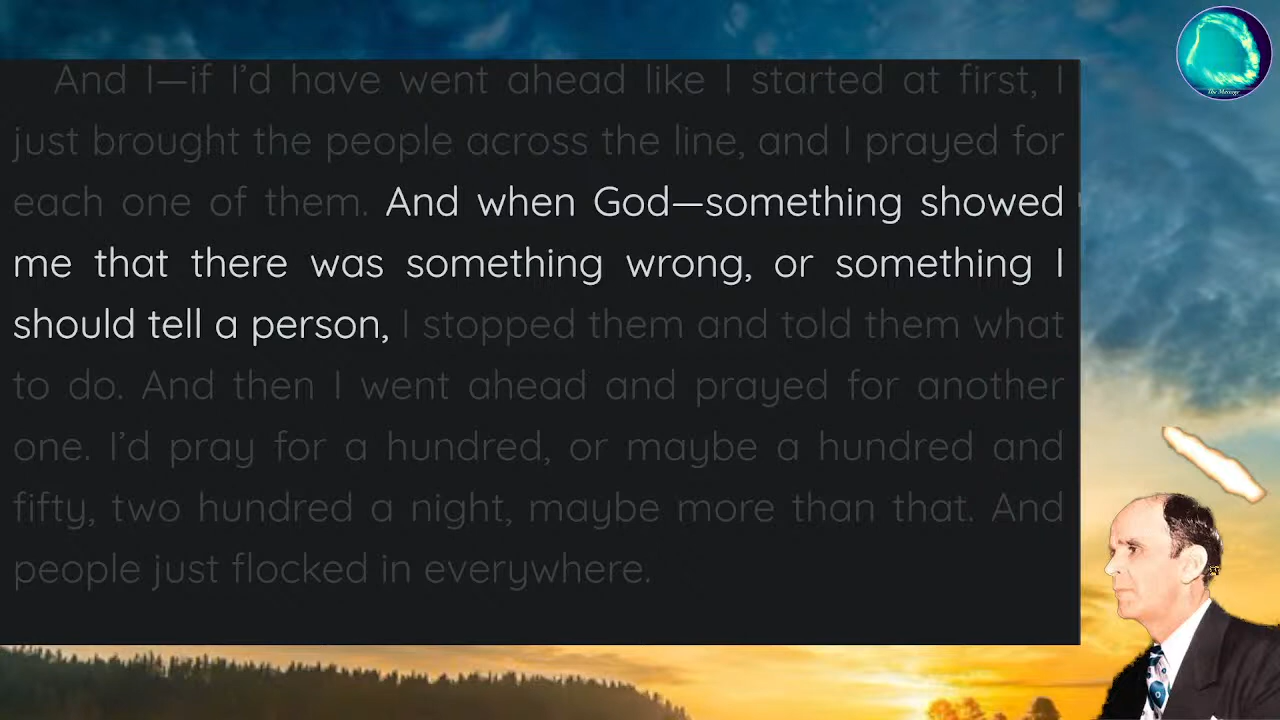 And I—if I’d have went ahead like I started at first, I
just brought the people across the line, and I prayed for
each one of them. And when God—something showed
me that there was something wrong, or something I
should tell a person, I stopped them and told them what
to do. And then I went ahead and prayed for another
one. I’d pray for a hundred, or maybe a hundred and
fifty, two hundred a night, maybe more than that. And
people just flocked in everywhere.
The Message